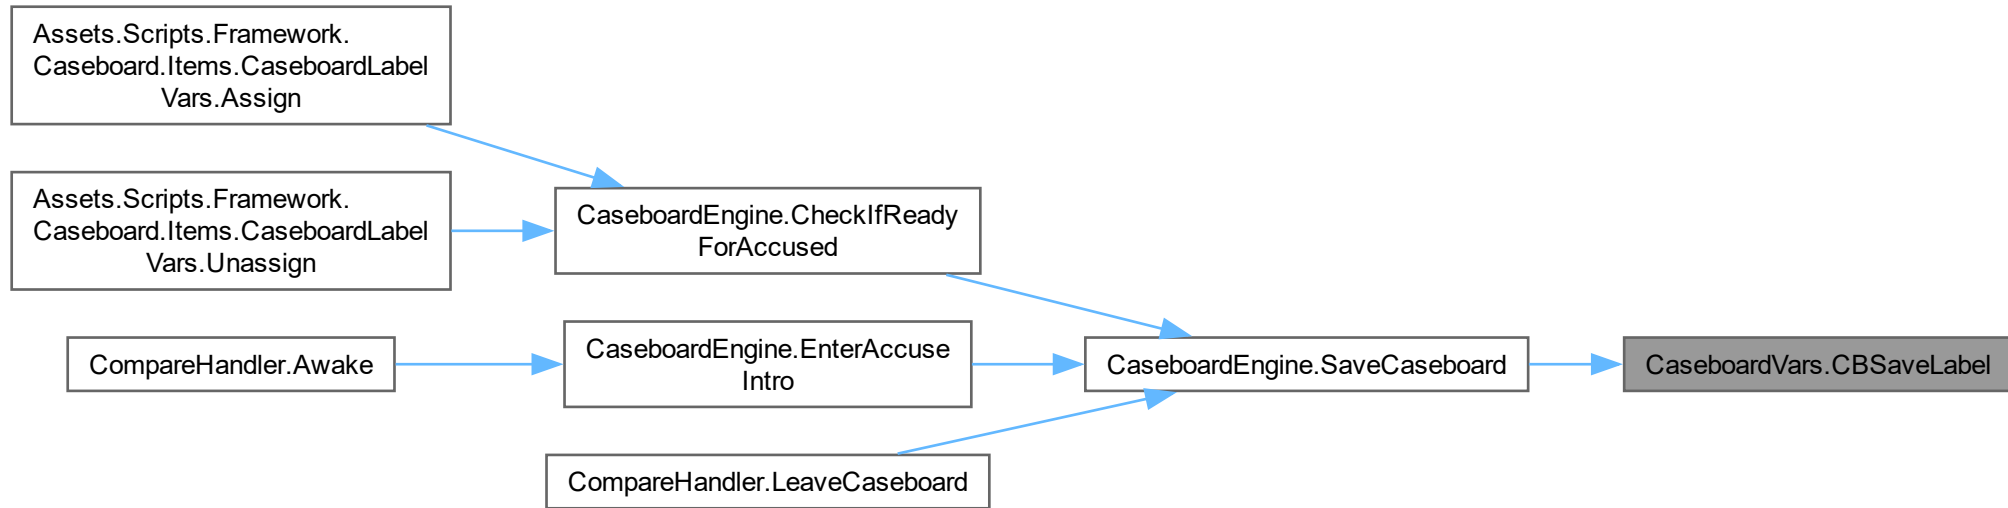 Assets.Scripts.Framework.
Caseboard.Items.CaseboardLabel
Vars.Assign
Assets.Scripts.Framework.
Caseboard.Items.CaseboardLabel
Vars.Unassign
CaseboardEngine.CheckIfReady
ForAccused
CompareHandler.Awake
CaseboardEngine.EnterAccuse
Intro
CaseboardEngine.SaveCaseboard
CaseboardVars.CBSaveLabel
CompareHandler.LeaveCaseboard